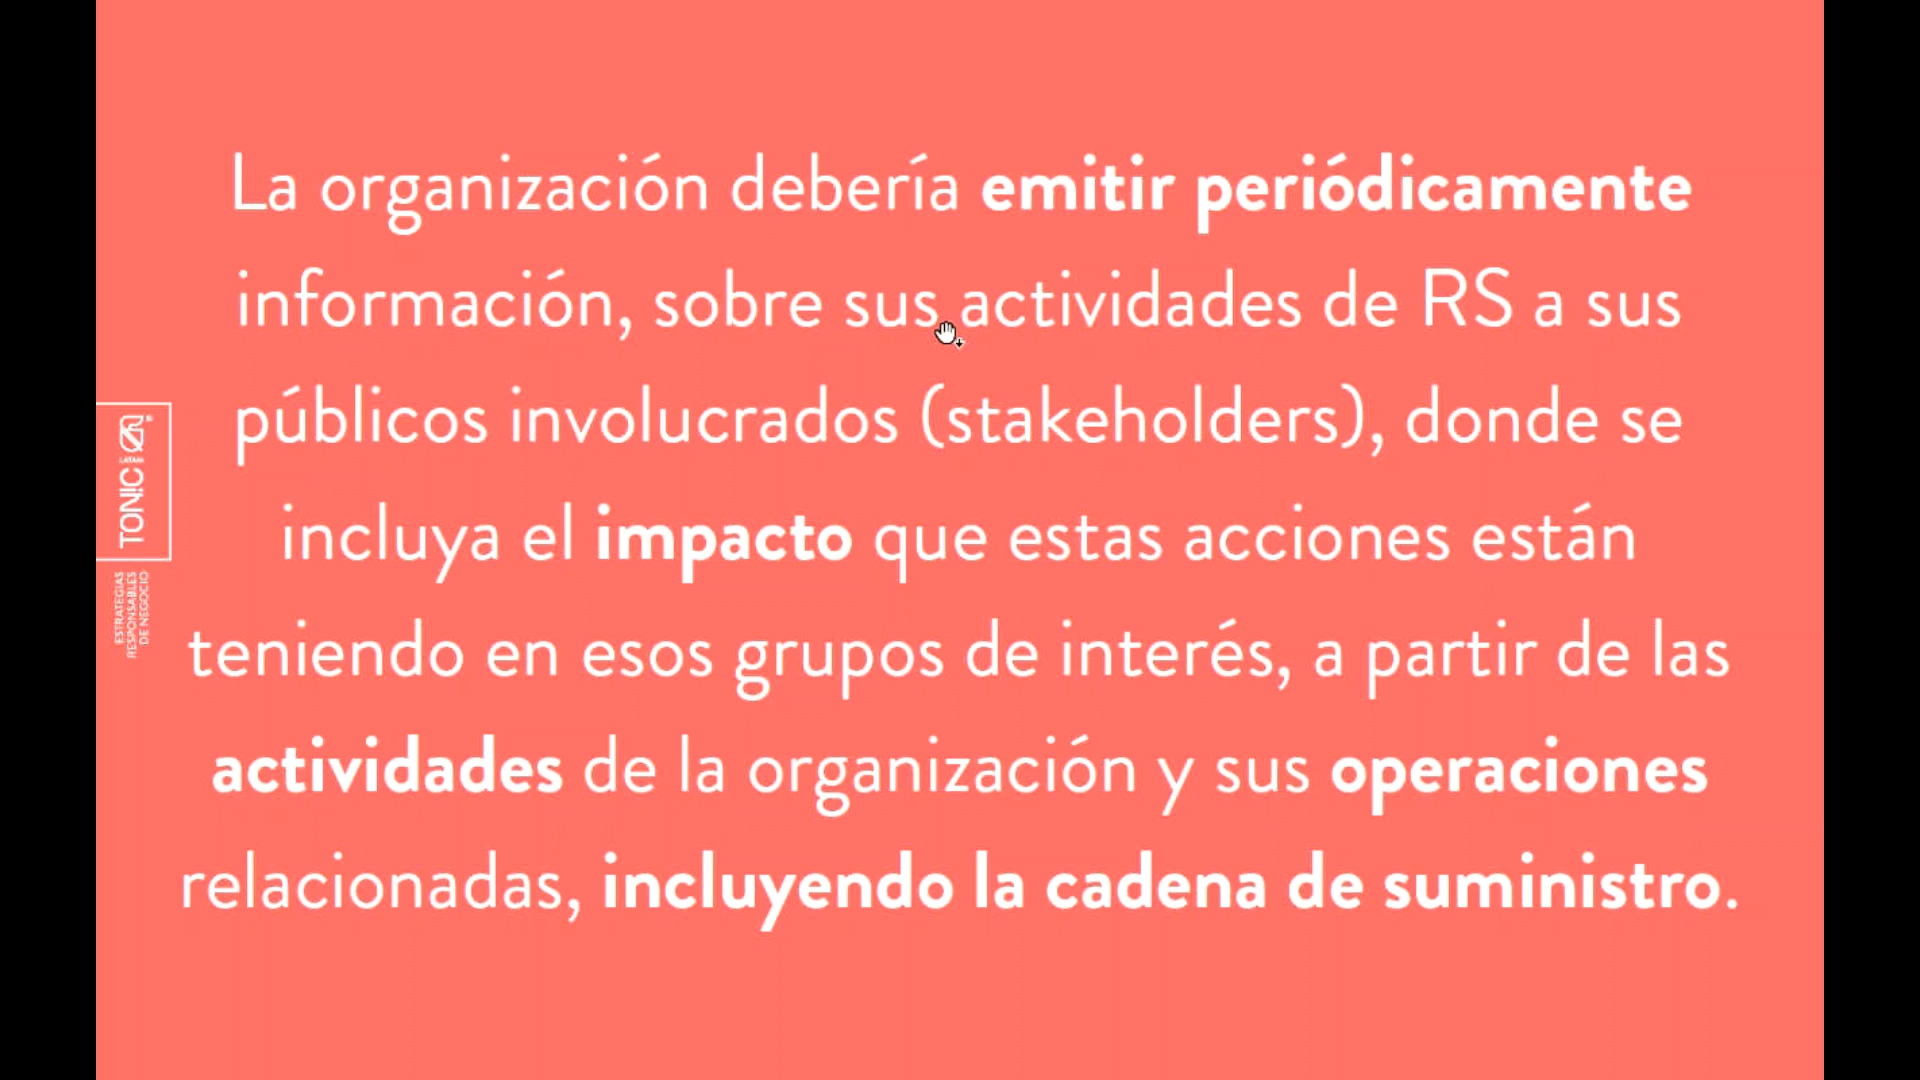 La organización debería emitir periódicamente
información, sobre sus actividades de RS a sus
públicos involucrados (stakeholders), donde se
incluya el impacto que estas acciones están
teniendo en esos grupos de interés, a partir de las
actividades de la organización y sus operaciones
relacionadas, incluyendo la cadena de suministro.
TONIC
LATAM
ESTRATEGIAS
RESPONSABLES
DE NEGOCIO